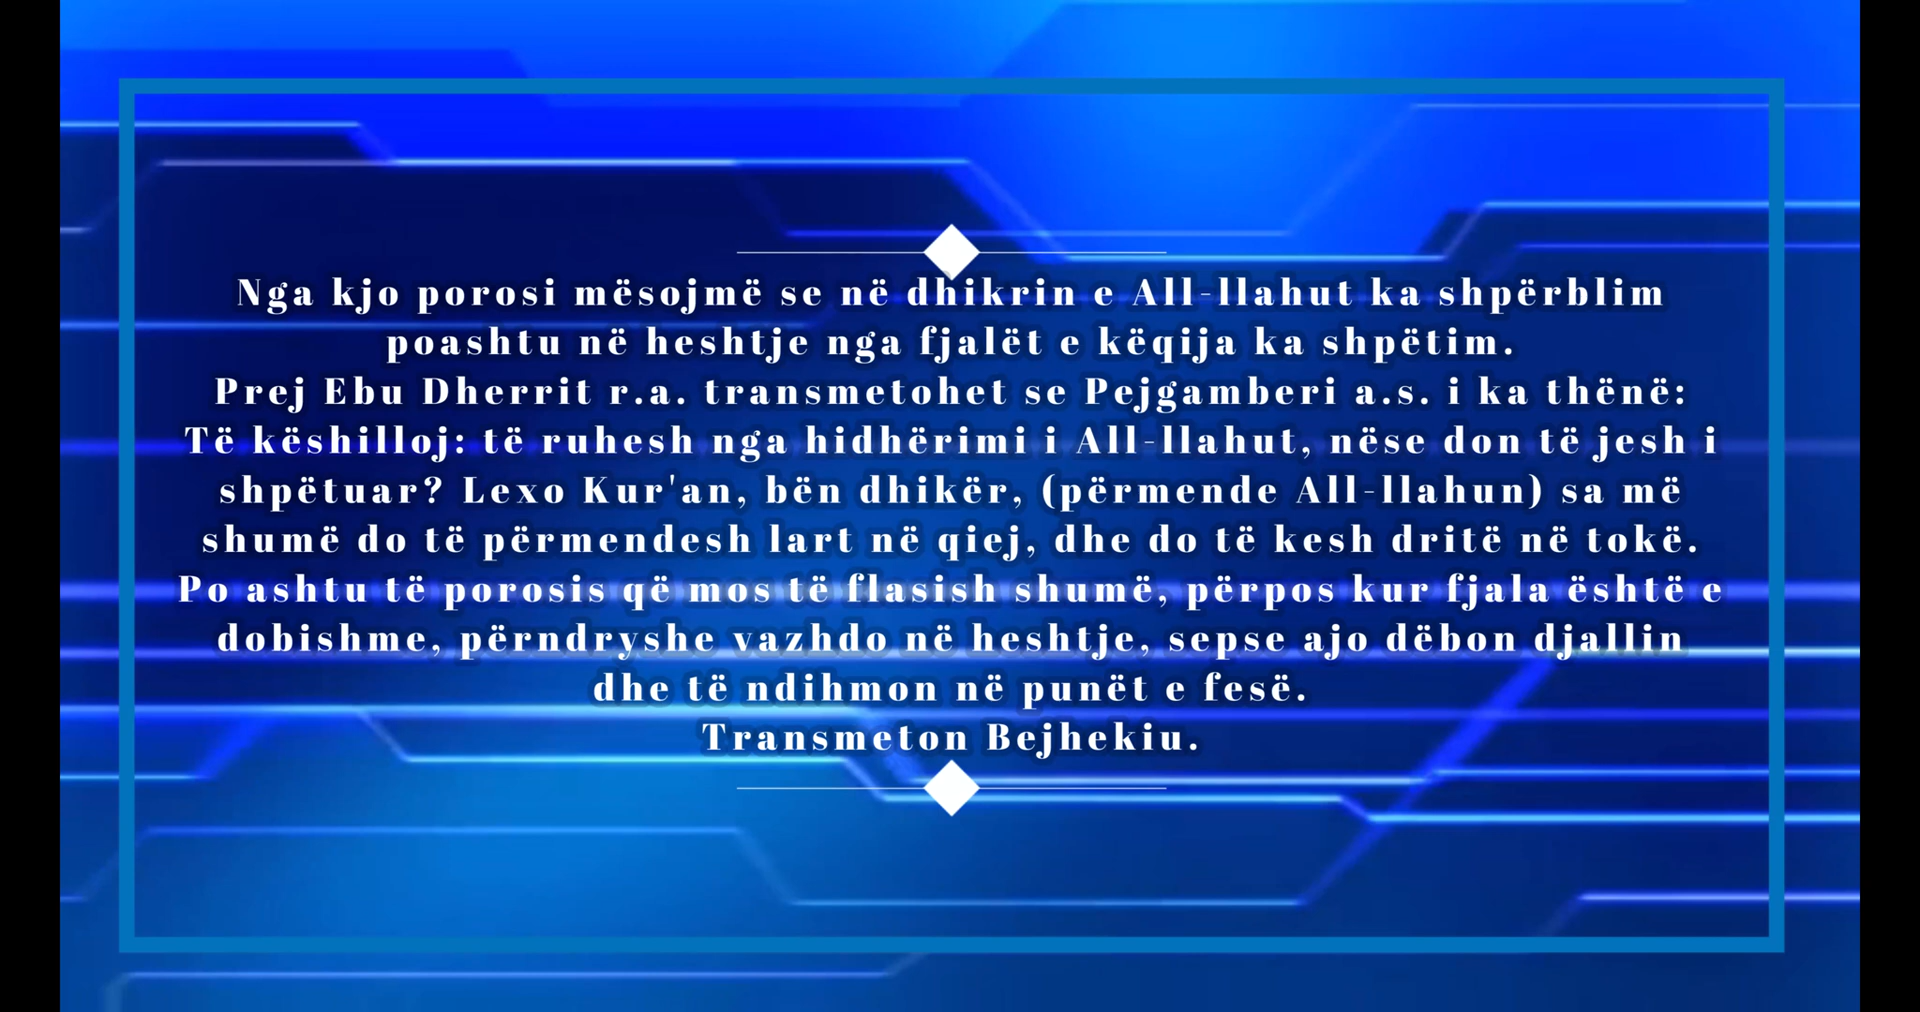 Nga kjo porosi mësojmë se në dhikrin e All-llahut ka shpërblim
poashtu në heshtje nga fjalët e këqija ka shpëtim.
Prej Ebu Dherrit r.a. transmetohet se Pejgamberi a.s. i ka thënë:
Të këshilloj: të ruhesh nga hidhërimi i All-llahut, nëse don të jesh i
shpëtuar? Lexo Kur'an, bën dhikër, (përmende All-llahun) sa më
shumë do të përmendesh lart në qiej, dhe do të kesh dritë në tokë.
Po ashtu të porosis që mos të flasish shumë, përpos kur fjala është e
dobishme, përndryshe vazhdo në heshtje, sepse ajo dëbon djallin
dhe të ndihmon në punët e fesë.
Transmeton Bejhekiu.